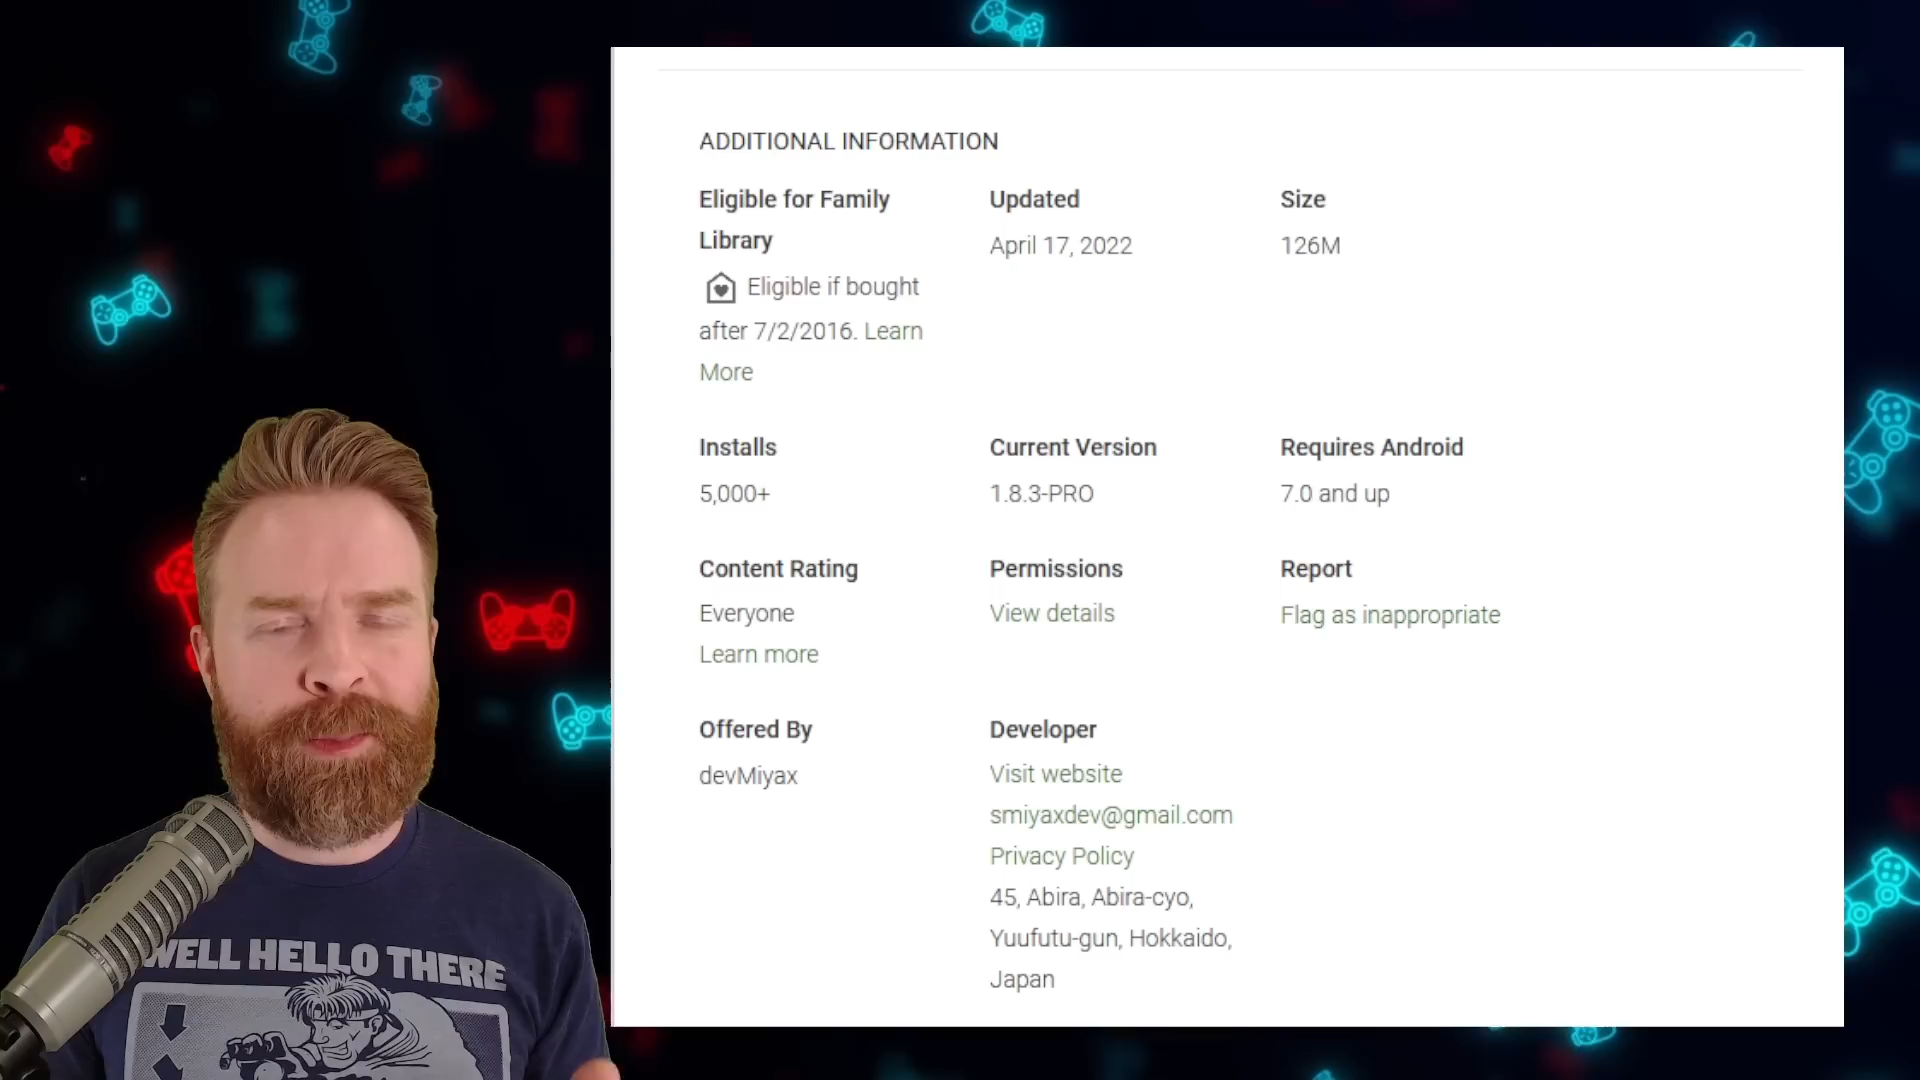 ADDITIONAL INFORMATION
Eligible for Family
Library
Eligible if bought
after 7/2/2016. Learn
More
Updated
April 17, 2022
Size
126M
Installs
5,000+
Current Version
1.8.3-PRO
Requires Android
7.0 and up
Content Rating
Everyone
Learn more
Permissions
View details
Report
Flag as inappropriate
Offered By
devMiyax
Developer
Visit website
smiyaxdev@gmail.com
Privacy Policy
45, Abira, Abira-cyo,
Yuufutu-gun, Hokkaido,
Japan
WELL HELLO THERE